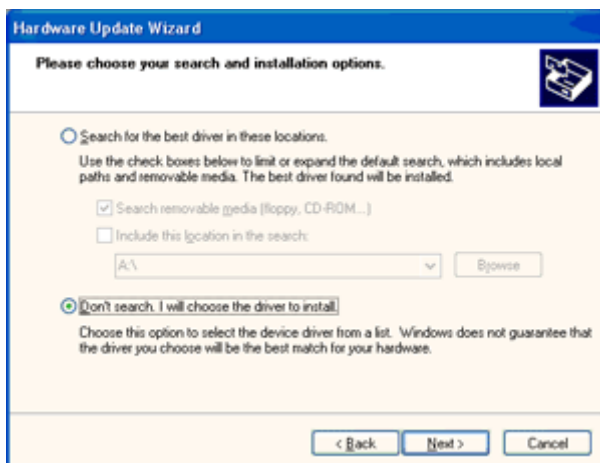 Hardware Update Wizard
Please choose your search and installation options.
Search for the best driver in these locations.
Use the check boxes below to limit or expand the default search, which includes local
paths and removable media. The best driver found will be installed.
Search removable media (floppy, CD-ROM...)
Include this location in the search:
A:\
Browse
Don't search. I will choose the driver to install.
Choose this option to select the device driver from a list. Windows does not guarantee that
the driver you choose will be the best match for your hardware.
< Back Next > Cancel